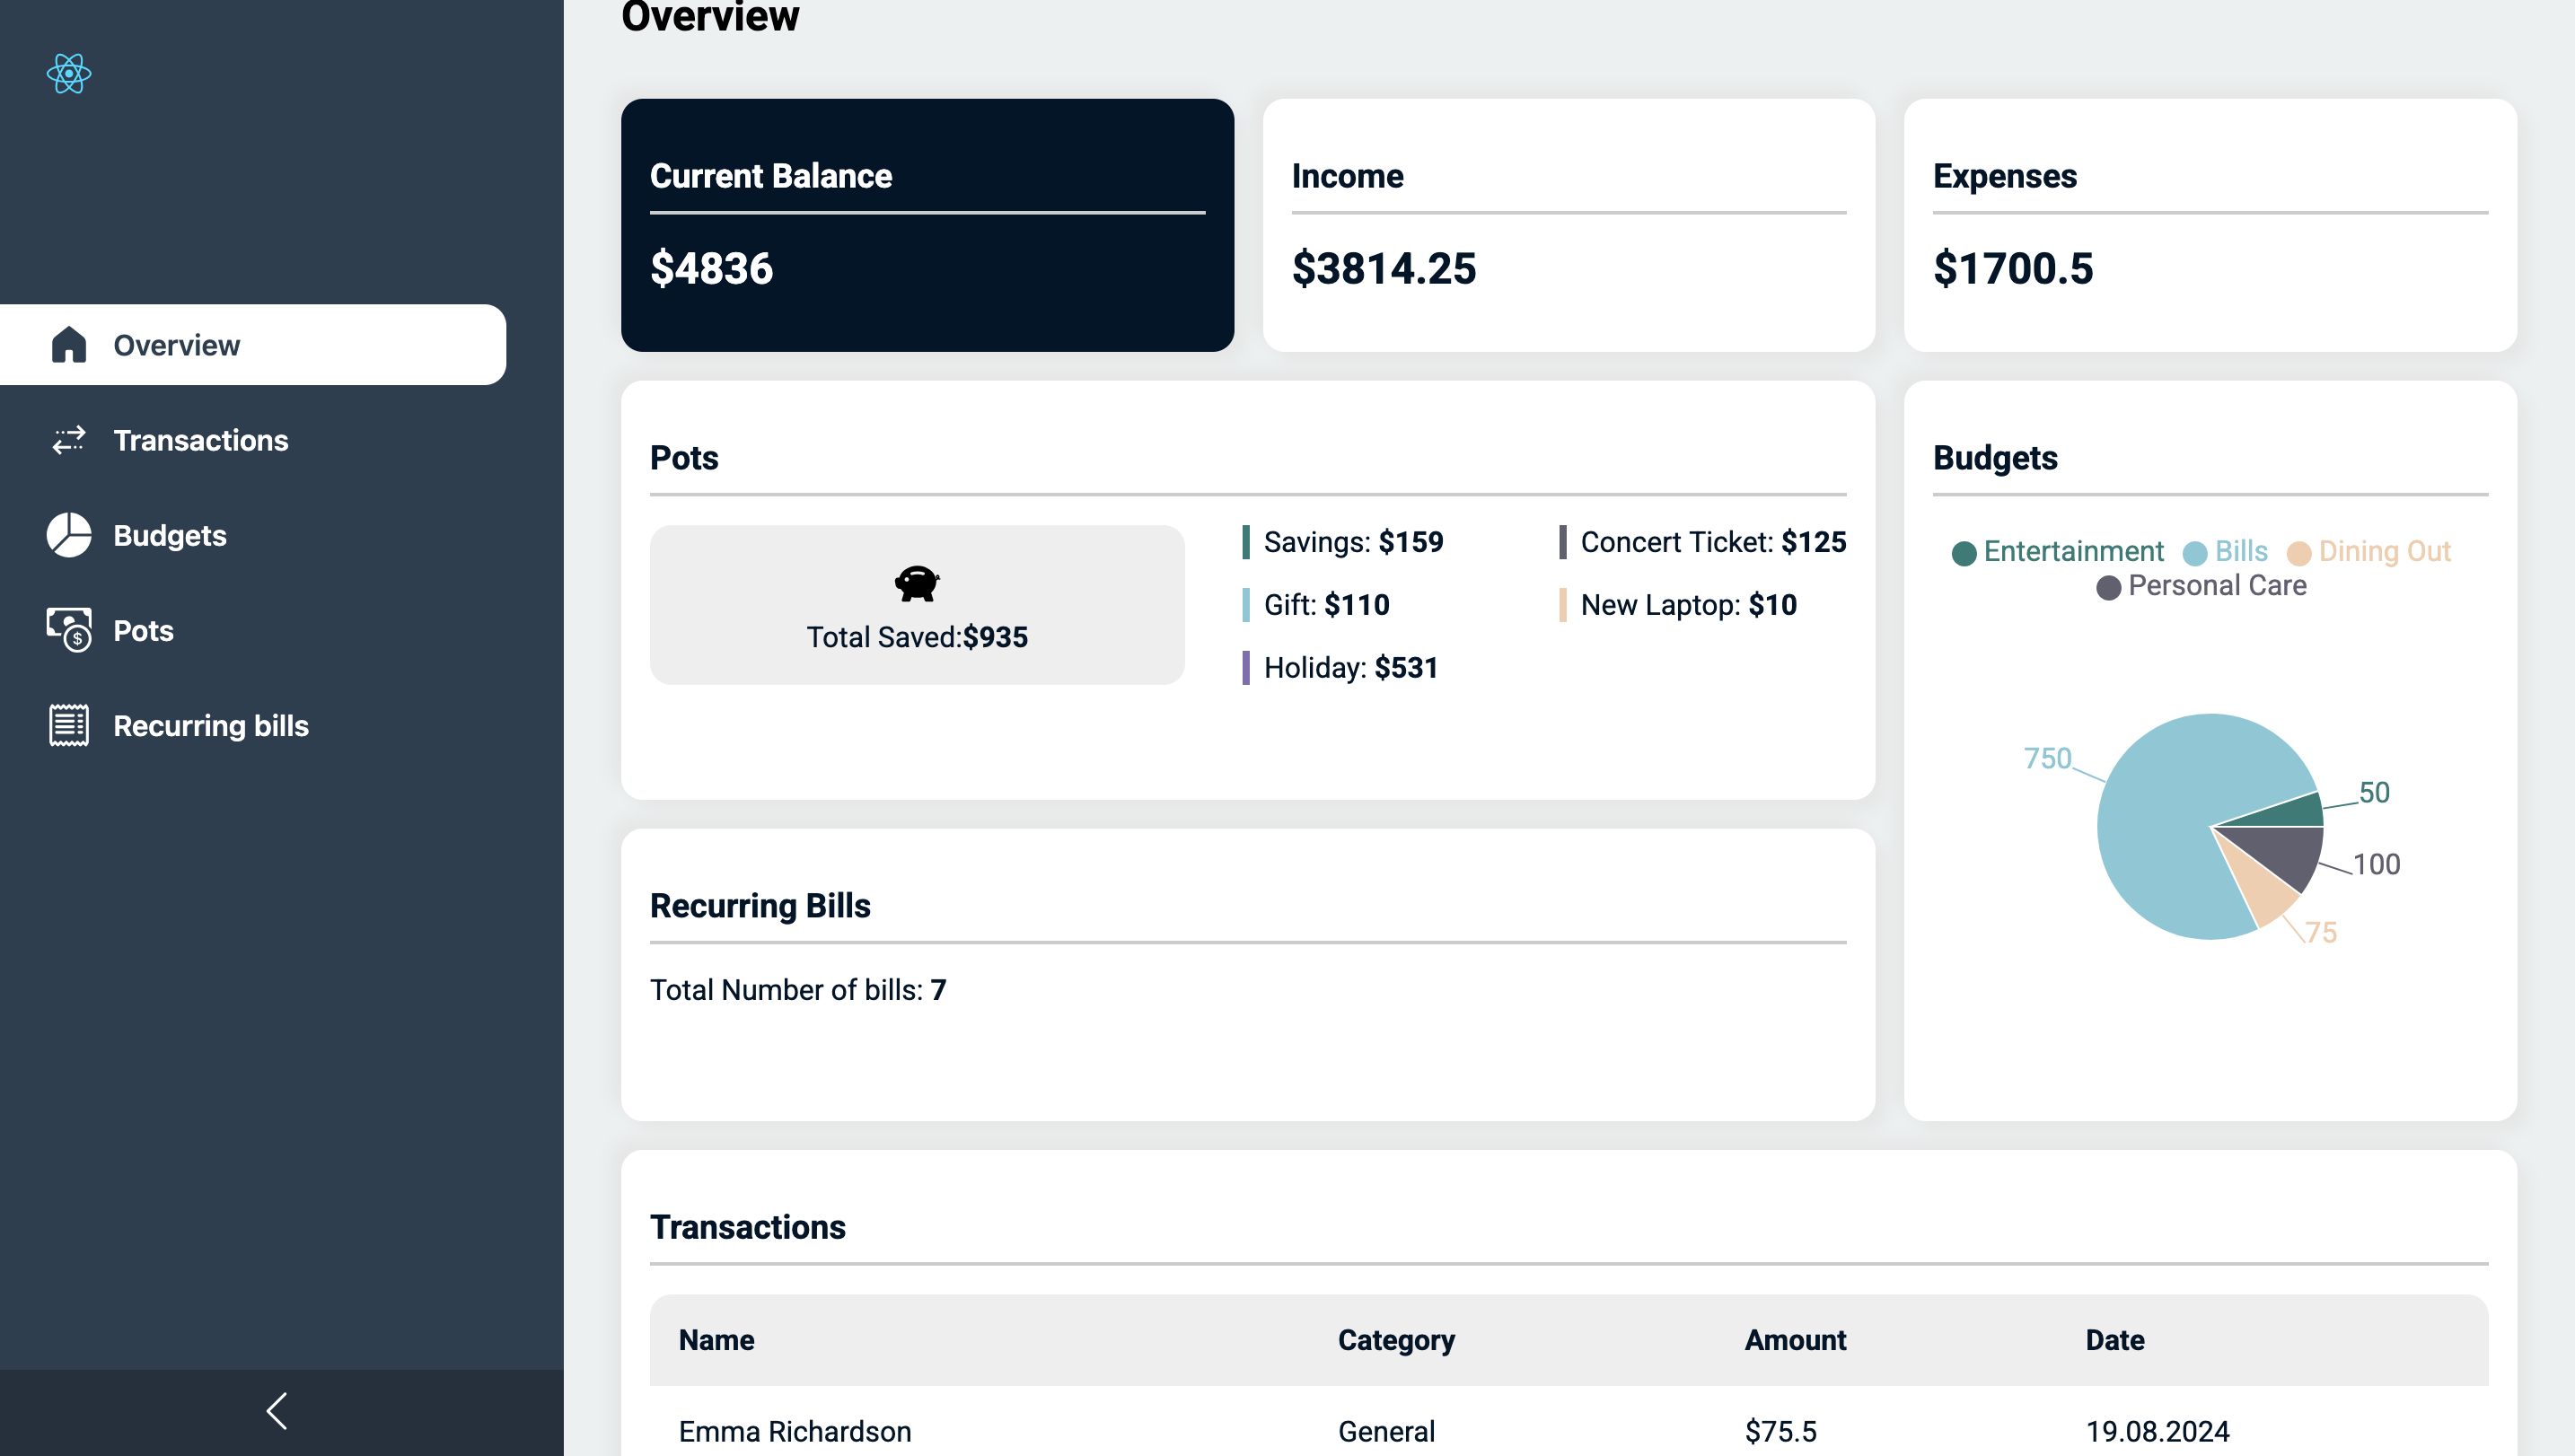 Overview
Overview
Transactions
Budgets
Pots
$
Recurring bills
Current Balance
$4836
Income
$3814.25
Expenses
$1700.5
Pots
Total Saved:$935
Savings: $159
Concert Ticket: $125
Gift: $110
New Laptop: $10
Holiday: $531
Budgets
Entertainment Bills Dining Out
Personal Care
750
50
100
75
Recurring Bills
Total Number of bills: 7
Transactions
Name Category Amount Date
Emma Richardson General $75.5 19.08.2024